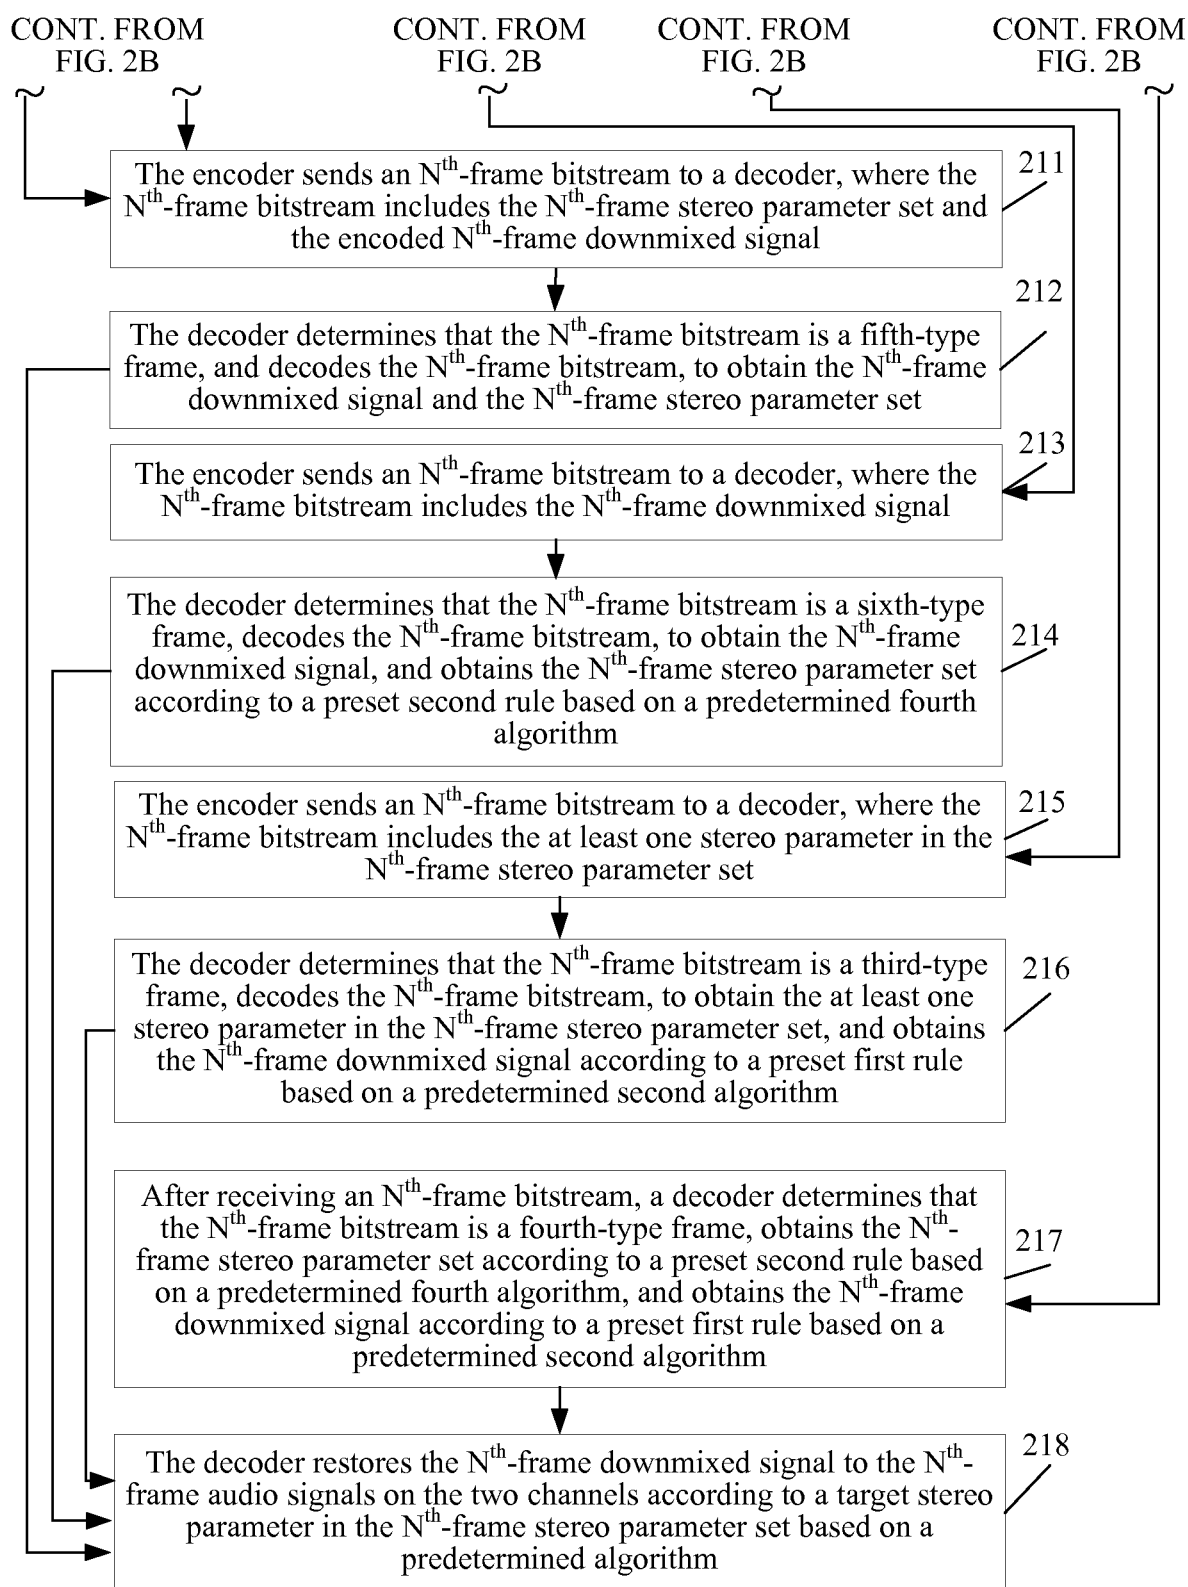 CONT. FROM
FIG. 2B
CONT. FROM
FIG. 2B
CONT. FROM
FIG. 2B
CONT. FROM
FIG. 2B
The encoder sends an Nth-frame bitstream to a decoder, where the
Nth-frame bitstream includes the Nth-frame stereo parameter set and
the encoded Nth-frame downmixed signal
211
The decoder determines that the Nth-frame bitstream is a fifth-type
frame, and decodes the Nth-frame bitstream, to obtain the Nth-frame
downmixed signal and the Nth-frame stereo parameter set
212
The encoder sends an Nth-frame bitstream to a decoder, where the
Nth-frame bitstream includes the Nth-frame downmixed signal
213
The decoder determines that the Nth-frame bitstream is a sixth-type
frame, decodes the Nth-frame bitstream, to obtain the Nth-frame
downmixed signal, and obtains the Nth-frame stereo parameter set
according to a preset second rule based on a predetermined fourth
algorithm
214
The encoder sends an Nth-frame bitstream to a decoder, where the
Nth-frame bitstream includes the at least one stereo parameter in the
Nth-frame stereo parameter set
215
The decoder determines that the Nth-frame bitstream is a third-type
frame, decodes the Nth-frame bitstream, to obtain the at least one
stereo parameter in the Nth-frame stereo parameter set, and obtains
the Nth-frame downmixed signal according to a preset first rule
based on a predetermined second algorithm
216
After receiving an Nth-frame bitstream, a decoder determines that
the Nth-frame bitstream is a fourth-type frame, obtains the Nth-
frame stereo parameter set according to a preset second rule based
on a predetermined fourth algorithm, and obtains the Nth-frame
downmixed signal according to a preset first rule based on a
predetermined second algorithm
217
The decoder restores the Nth-frame downmixed signal to the Nth-
frame audio signals on the two channels according to a target stereo
parameter in the Nth-frame stereo parameter set based on a
predetermined algorithm
218